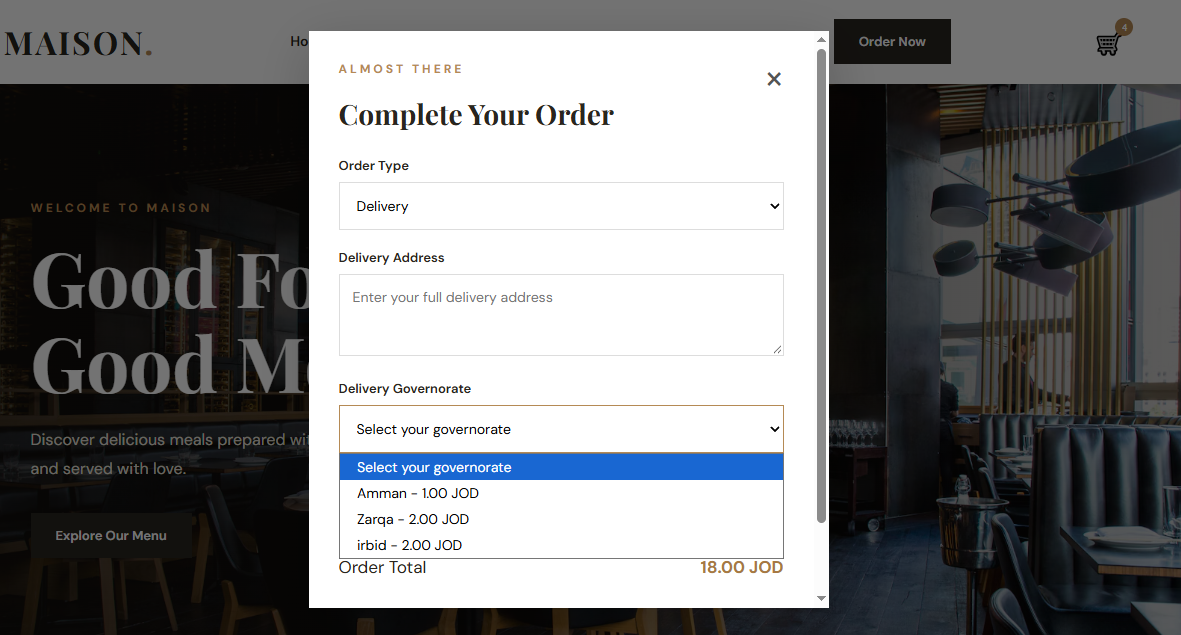 MAISON.
Ho
Order Now
4
WELCOME TO MAISON
Good Fo
Good M
Discover delicious meals prepared wit
and served with love.
Explore Our Menu
ALMOST THERE
×
Complete Your Order
Order Type
Delivery
Delivery Address
Enter your full delivery address
Delivery Governorate
Select your governorate
Select your governorate
Amman - 1.00 JOD
Zarqa - 2.00 JOD
irbid - 2.00 JOD
Order Total 18.00 JOD